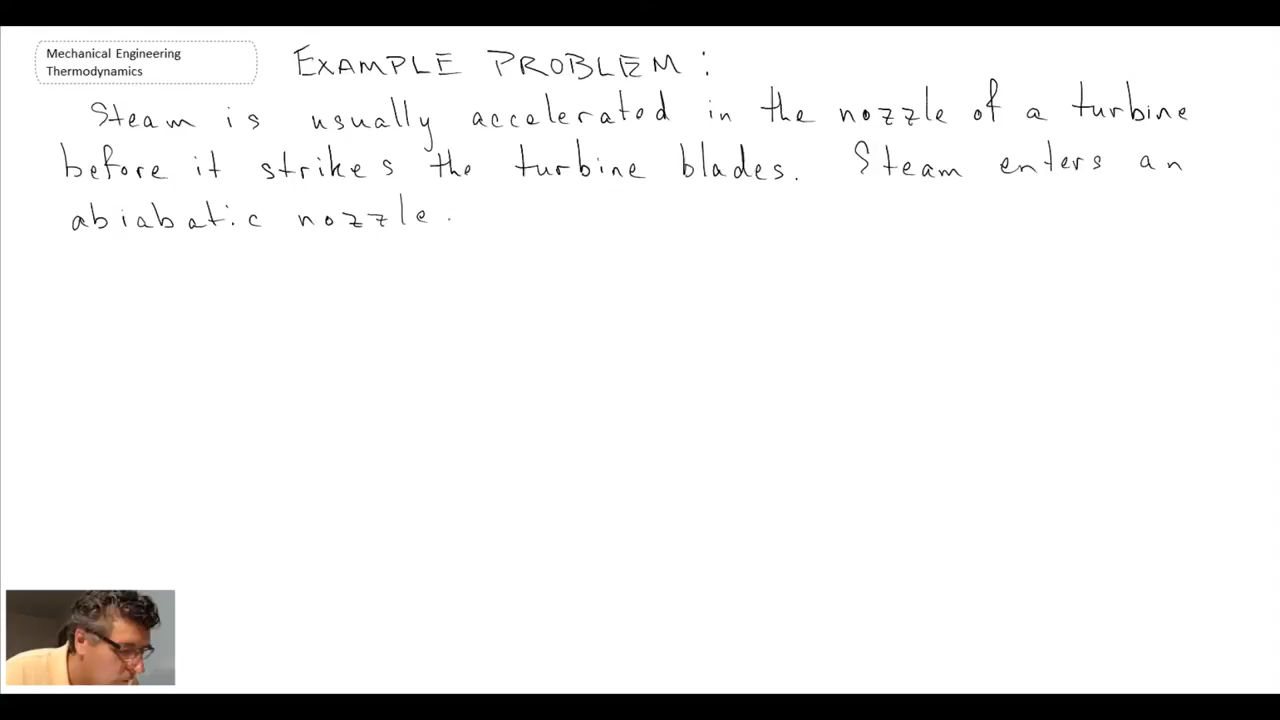 Mechanical Engineering
Thermodynamics
EXAMPLE PROBLEM:
Steam is usually accelerated in the nozzle of a turbine
before it strikes the turbine blades. Steam enters an
abiabatic nozzle.